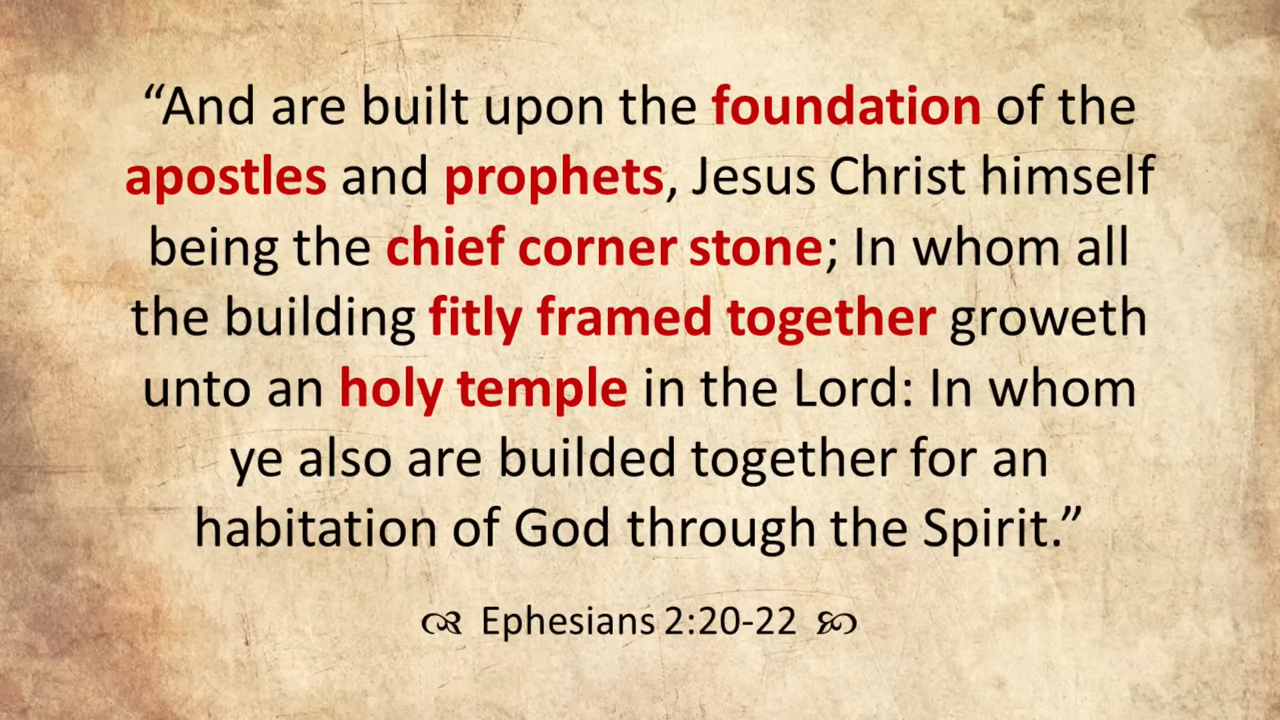 “And are built upon the foundation of the
apostles and prophets, Jesus Christ himself
being the chief corner stone; In whom all
the building fitly framed together groweth
unto an holy temple in the Lord: In whom
ye also are builded together for an
habitation of God through the Spirit.”
Ephesians 2:20-22